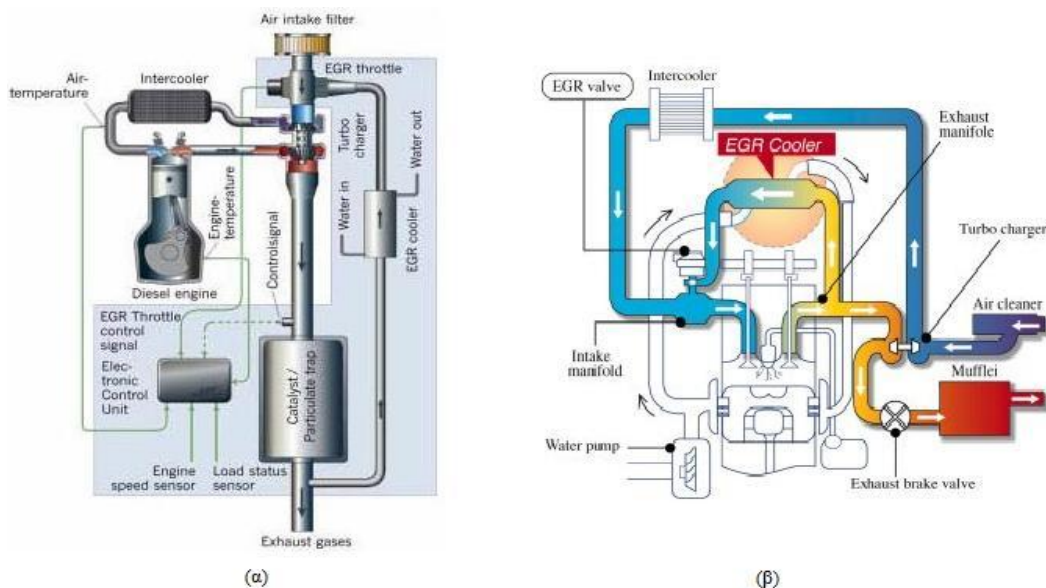 Air intake filter
EGR throttle
Air-
temperature
Intercooler
Turbo
charger
Water out
Water in
EGR cooler
Engine-
temperature
Controlsignal
Diesel engine
EGR Throttle
control
signal
Elec-
tronic
Control
Unit
Catalyst/
Particulate trap
Engine
speed sensor
Load status
sensor
Exhaust gases
(α)
EGR valve
Intercooler
Exhaust
manifole
EGR Cooler
Turbo charger
Air cleaner
Intake
manifold
Mufflei
Water pump
Exhaust brake valve
(β)